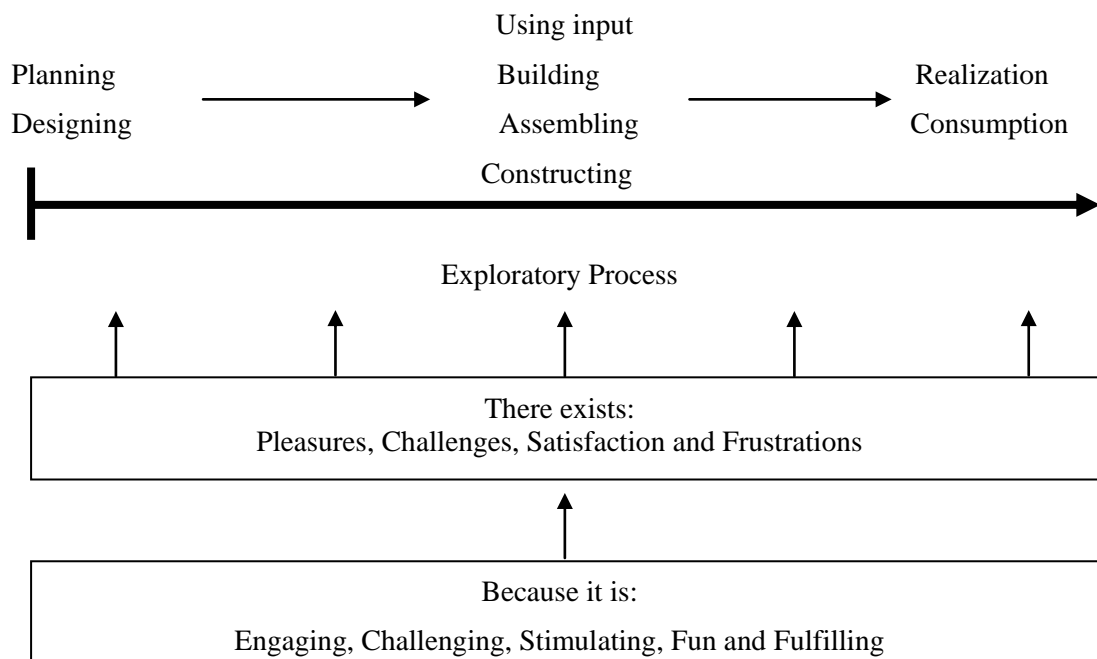 Using input
Planning Building Realization
Designing Assembling Consumption
Constructing
Exploratory Process
There exists:
Pleasures, Challenges, Satisfaction and Frustrations
Because it is:
Engaging, Challenging, Stimulating, Fun and Fulfilling